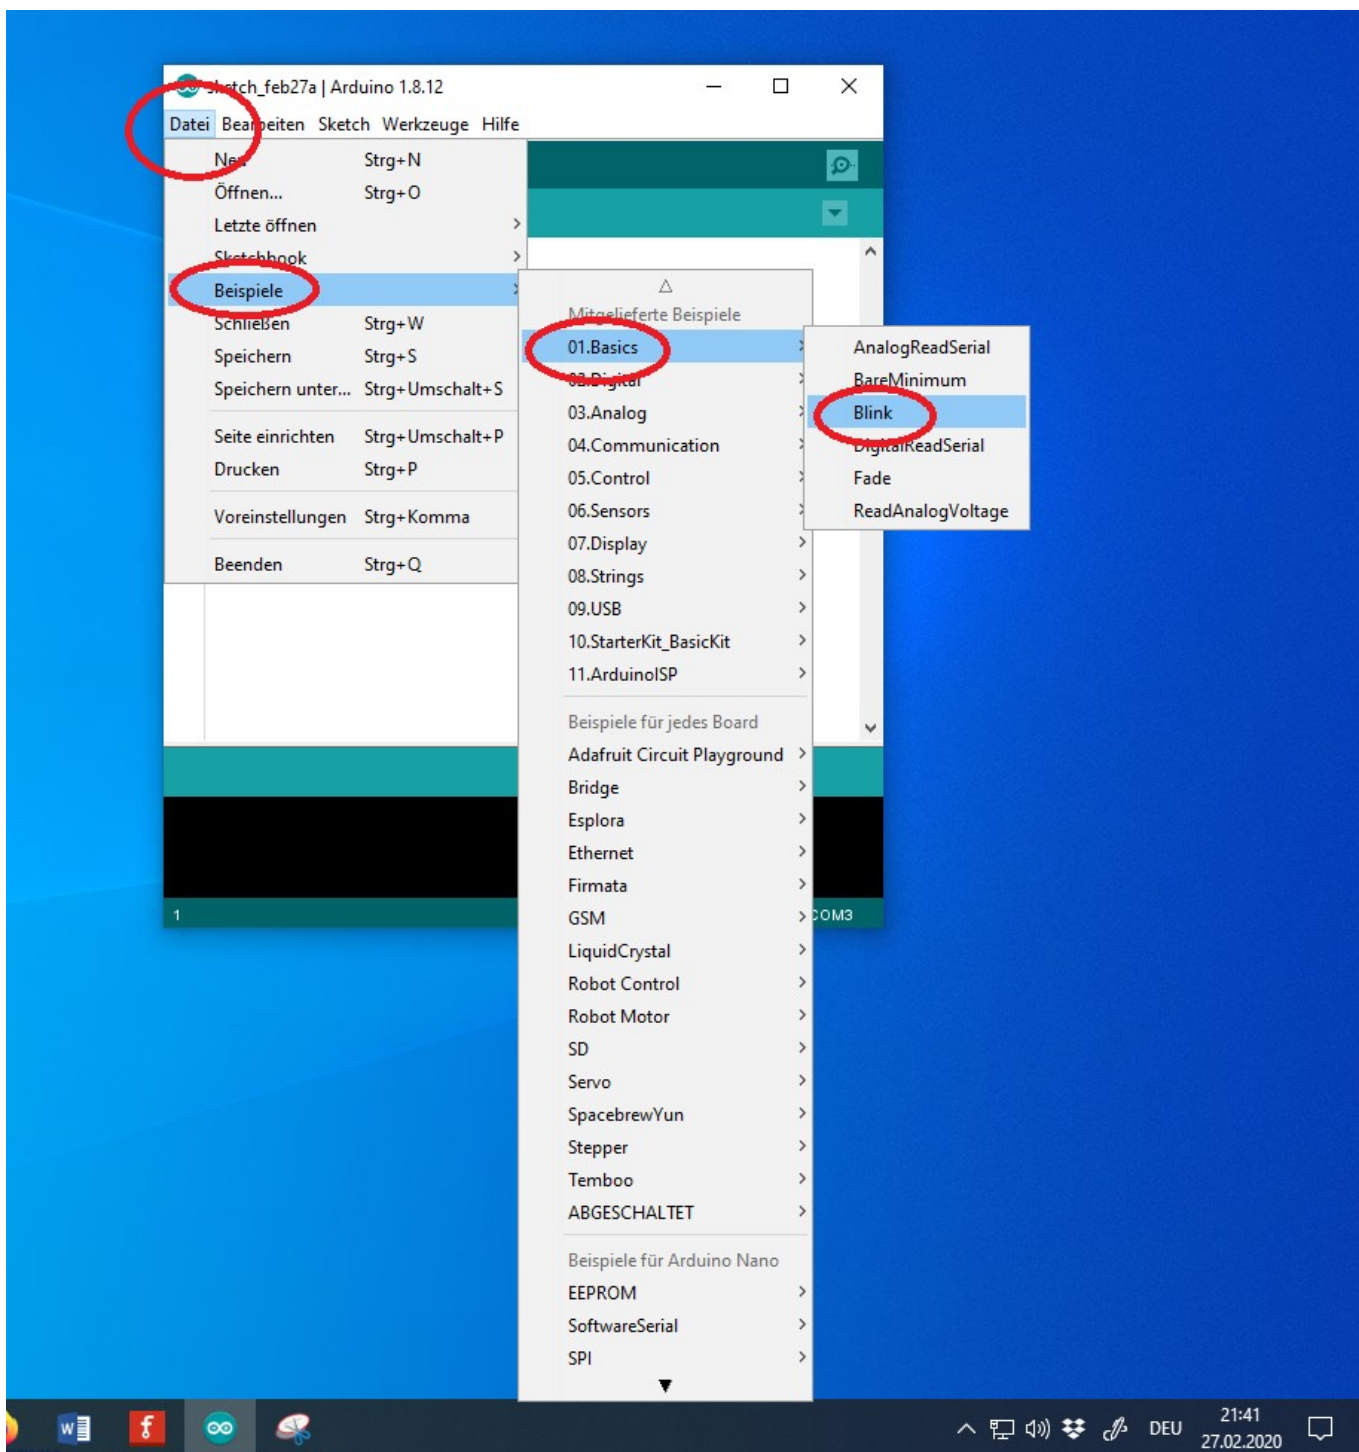 sketch_feb27a | Arduino 1.8.12
Datei Bearbeiten Sketch Werkzeuge Hilfe
Neu Strg+N
Öffnen... Strg+O
Letzte öffnen
Sketchbook
Beispiele
Schließen Strg+W
Speichern Strg+S
Speichern unter... Strg+Umschalt+S
Seite einrichten Strg+Umschalt+P
Drucken Strg+P
Voreinstellungen Strg+Komma
Beenden Strg+Q
Mitgelieferte Beispiele
01.Basics
02.Digital
03.Analog
04.Communication
05.Control
06.Sensors
07.Display
08.Strings
09.USB
10.StarterKit_BasicKit
11.ArduinoISP
Beispiele für jedes Board
Adafruit Circuit Playground
Bridge
Esplora
Ethernet
Firmata
GSM
LiquidCrystal
Robot Control
Robot Motor
SD
Servo
SpacebrewYun
Stepper
Temboo
ABGESCHALTET
Beispiele für Arduino Nano
EEPROM
SoftwareSerial
SPI
AnalogReadSerial
BareMinimum
Blink
DigitalReadSerial
Fade
ReadAnalogVoltage
1 COM3
DEU
21:41
27.02.2020